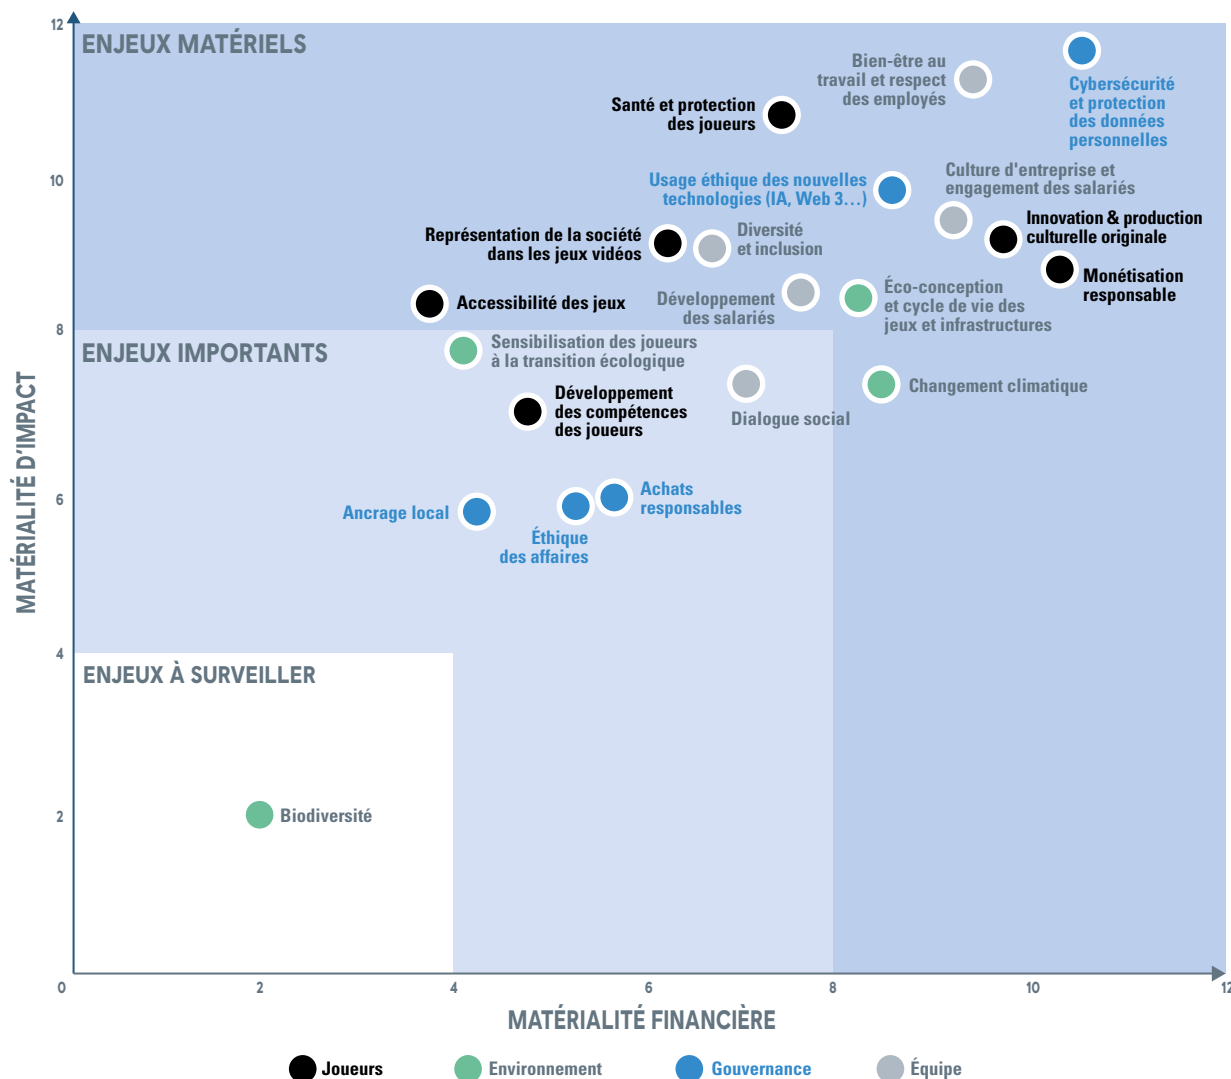 12
ENJEUX MATÉRIELS
Bien-être au
travail et respect
des employés
Cybersécurité
et protection
des données
personnelles
Santé et protection
des joueurs
10
Usage éthique des nouvelles
technologies (IA, Web 3…)
Culture d'entreprise et
engagement des salariés
Innovation & production
culturelle originale
Représentation de la société
dans les jeux vidéos
Diversité
et inclusion
Monétisation
responsable
Accessibilité des jeux
Développement
des salariés
Éco-conception
et cycle de vie des
jeux et infrastructures
8
ENJEUX IMPORTANTS
Sensibilisation des joueurs
à la transition écologique
Développement
des compétences
des joueurs
Dialogue social
Changement climatique
MATÉRIALITÉ D'IMPACT
6
Ancrage local
Achats
responsables
Éthique
des affaires
4
ENJEUX À SURVEILLER
2
Biodiversité
0
2
4
6
8
10
12
MATÉRIALITÉ FINANCIÈRE
Joueurs
Environnement
Gouvernance
Équipe